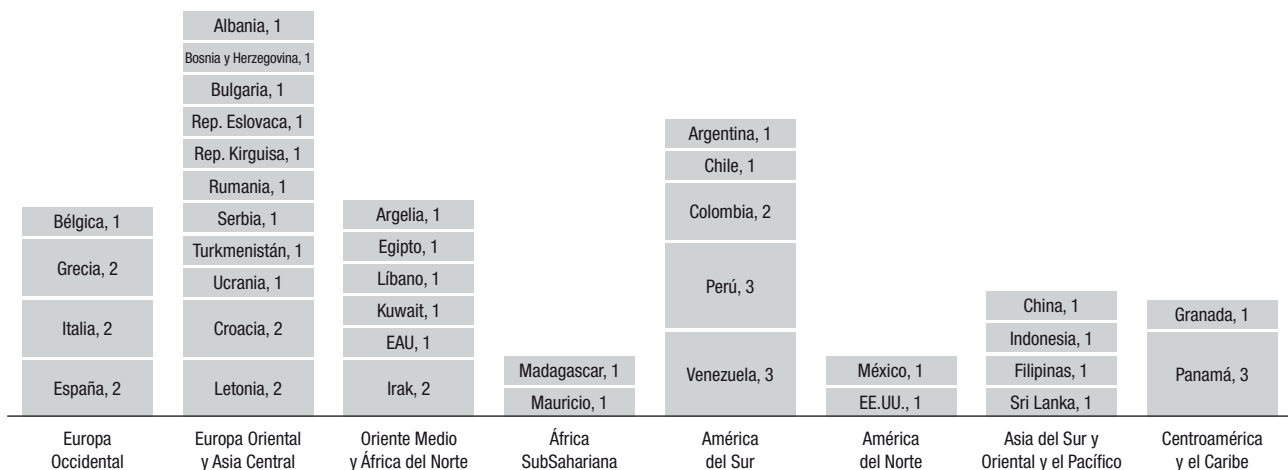 Bélgica, 1
Grecia, 2
Italia, 2
España, 2
Europa
Occidental
Albania, 1
Bosnia y Herzegovina, 1
Bulgaria, 1
Rep. Eslovaca, 1
Rep. Kirguisa, 1
Rumania, 1
Serbia, 1
Turkmenistán, 1
Ucrania, 1
Croacia, 2
Letonia, 2
Europa Oriental
y Asia Central
Argelia, 1
Egipto, 1
Líbano, 1
Kuwait, 1
EAU, 1
Irak, 2
Oriente Medio
y África del Norte
Madagascar, 1
Mauricio, 1
África
SubSahariana
Argentina, 1
Chile, 1
Colombia, 2
Perú, 3
Venezuela, 3
América
del Sur
México, 1
EE.UU., 1
América
del Norte
China, 1
Indonesia, 1
Filipinas, 1
Sri Lanka, 1
Asia del Sur y
Oriental y el Pacífico
Granada, 1
Panamá, 3
Centroamérica
y el Caribe